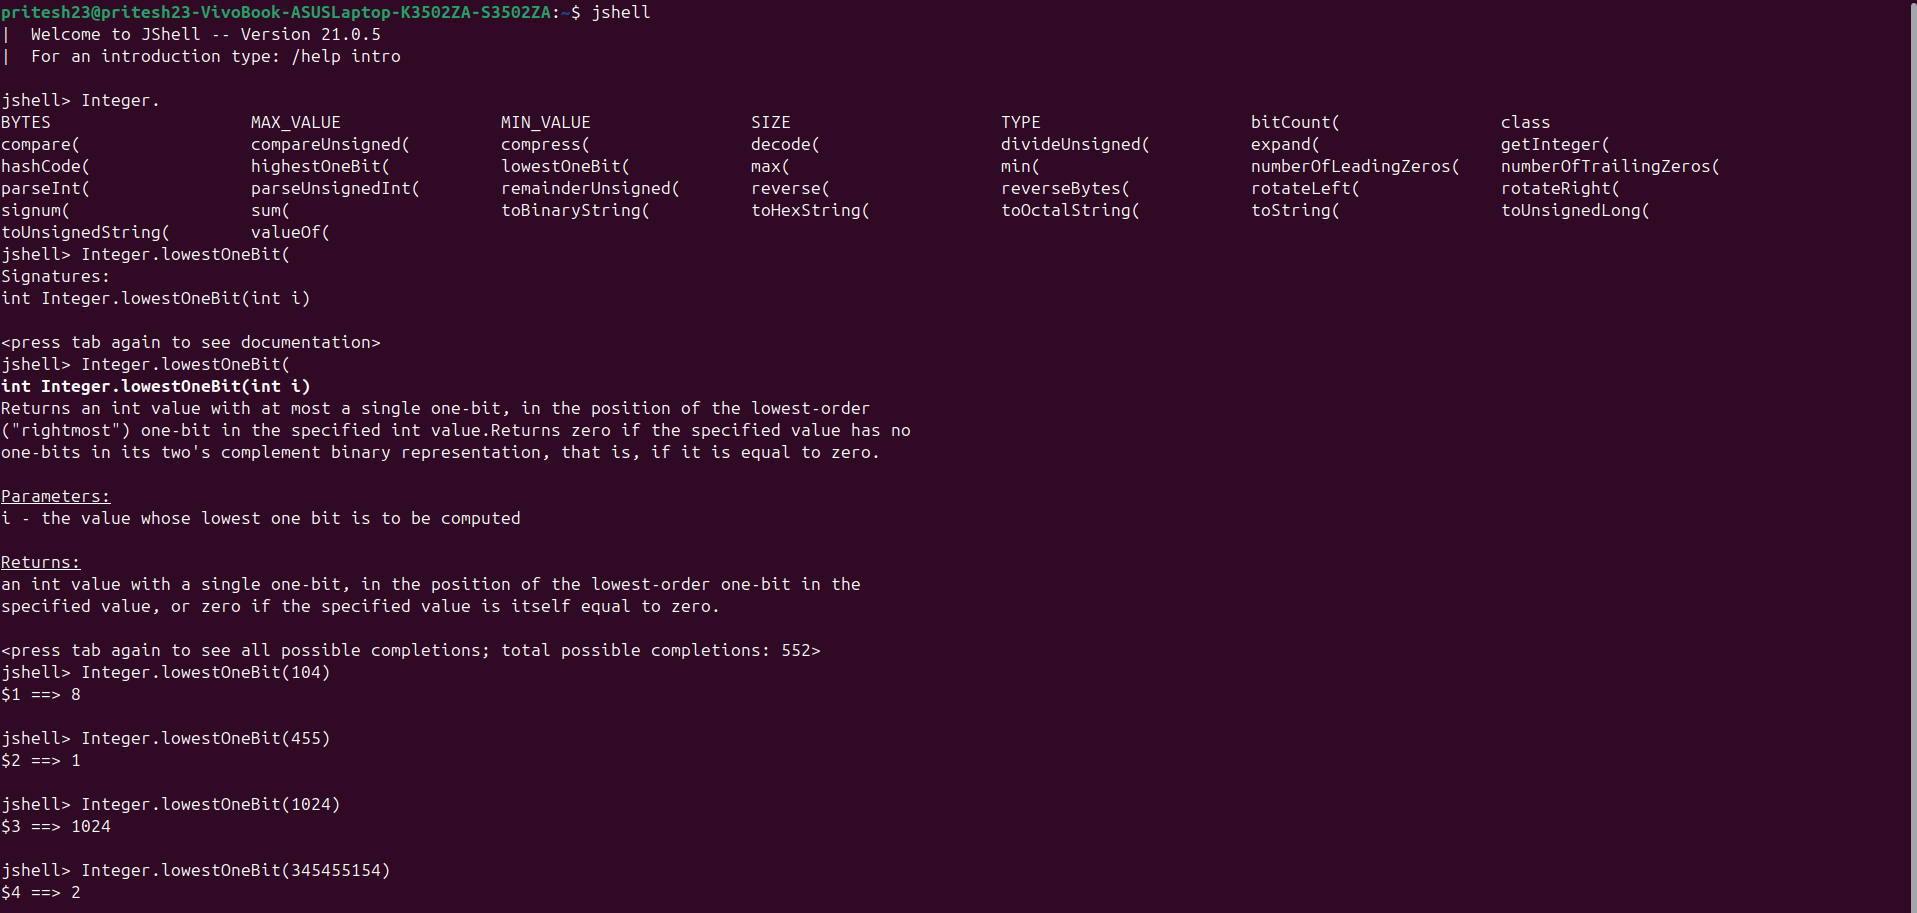 pritesh23@pritesh23-VivoBook-ASUSLaptop-K3502ZA-S3502ZA:~$ jshell
|  Welcome to JShell -- Version 21.0.5
|  For an introduction type: /help intro

jshell> Integer.
BYTES                    MAX_VALUE                MIN_VALUE                SIZE                     TYPE                     bitCount(                class
compare(                 compareUnsigned(         compress(                decode(                  divideUnsigned(          expand(                  getInteger(
hashCode(                highestOneBit(           lowestOneBit(            max(                     min(                     numberOfLeadingZeros(    numberOfTrailingZeros(
parseInt(                parseUnsignedInt(        remainderUnsigned(       reverse(                 reverseBytes(            rotateLeft(              rotateRight(
signum(                  sum(                     toBinaryString(          toHexString(             toOctalString(           toString(                toUnsignedLong(
toUnsignedString(        valueOf(
jshell> Integer.lowestOneBit(
Signatures:
int Integer.lowestOneBit(int i)

<press tab again to see documentation>
jshell> Integer.lowestOneBit(
int Integer.lowestOneBit(int i)
Returns an int value with at most a single one-bit, in the position of the lowest-order
("rightmost") one-bit in the specified int value.Returns zero if the specified value has no
one-bits in its two's complement binary representation, that is, if it is equal to zero.

Parameters:
i - the value whose lowest one bit is to be computed

Returns:
an int value with a single one-bit, in the position of the lowest-order one-bit in the
specified value, or zero if the specified value is itself equal to zero.

<press tab again to see all possible completions; total possible completions: 552>
jshell> Integer.lowestOneBit(104)
$1 ==> 8

jshell> Integer.lowestOneBit(455)
$2 ==> 1

jshell> Integer.lowestOneBit(1024)
$3 ==> 1024

jshell> Integer.lowestOneBit(345455154)
$4 ==> 2